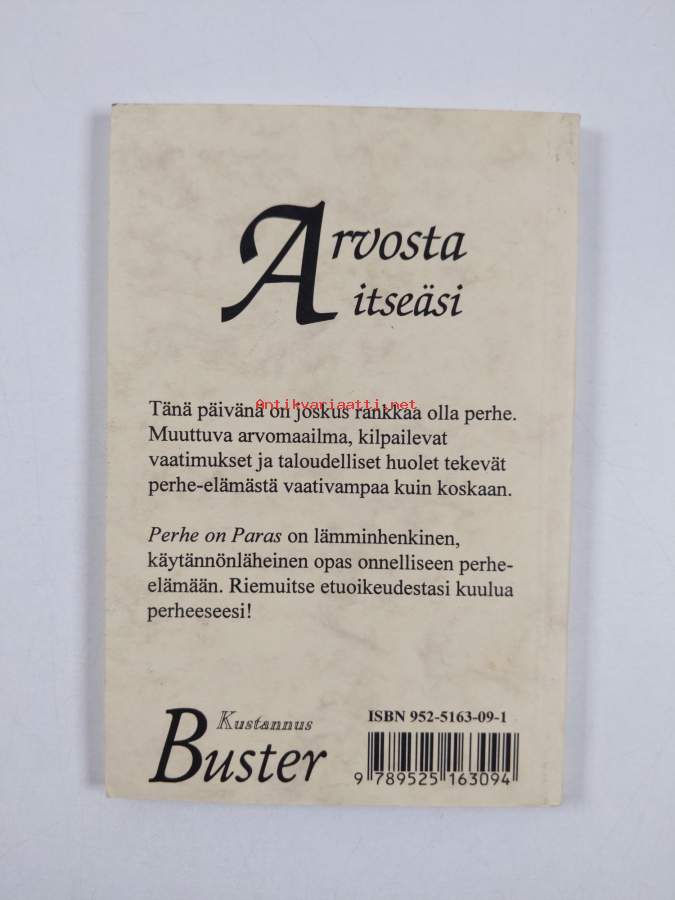 Arvosta
itseäsi
Antikvariaatti.net
Tänä päivänä on joskus rankkaa olla perhe.
Muuttuva arvomaailma, kilpailevat
vaatimukset ja taloudelliset huolet tekevät
perhe-elämästä vaativampaa kuin koskaan.
Perhe on Paras on lämminhenkinen,
käytännönläheinen opas onnelliseen perhe-
elämään. Riemuitse etuoikeudestasi kuulua
perheeseesi!
Kustannus
Buster
ISBN 952-5163-09-1
9 789525 163094